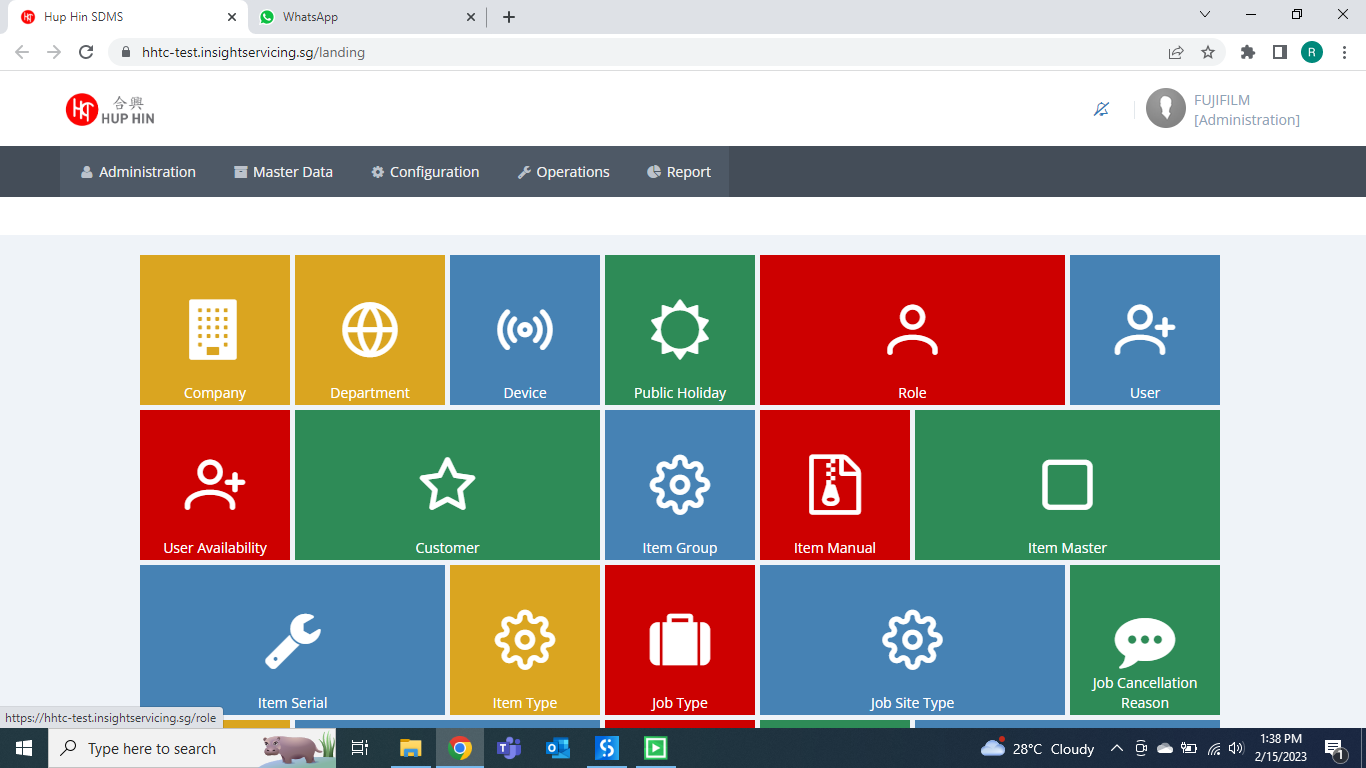 Hup Hin SDMS
WhatsApp
hhtc-test.insightservicing.sg/landing
R
合興
HUP HIN
FUJIFILM
[Administration]
Administration
Master Data
Configuration
Operations
Report
Company
Department
Device
Public Holiday
Role
User
User Availability
Customer
Item Group
Item Manual
Item Master
Item Serial
Item Type
Job Type
Job Site Type
Job Cancellation
Reason
https://hhtc-test.insightservicing.sg/role
Type here to search
28°C Cloudy
1:38 PM
2/15/2023
1